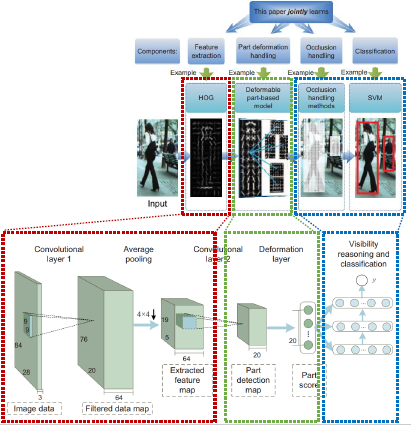 This paper jointly learns
Components:
Feature
extraction
Part deformation
handling
Occlusion
handling
Classification
Example
Example
Example
Example
HOG
Deformable
part-based
model
Occlusion
handling
methods
SVM
Input
Convolutional
layer 1
Average
pooling
Convolutional
layer 2
Deformation
layer
Visibility
reasoning and
classification
y
9
9
84
28
3
Image data
76
20
64
Filtered data map
4×4
19
5
64
Extracted
feature
map
20
20
Part
detection
map
Part
score